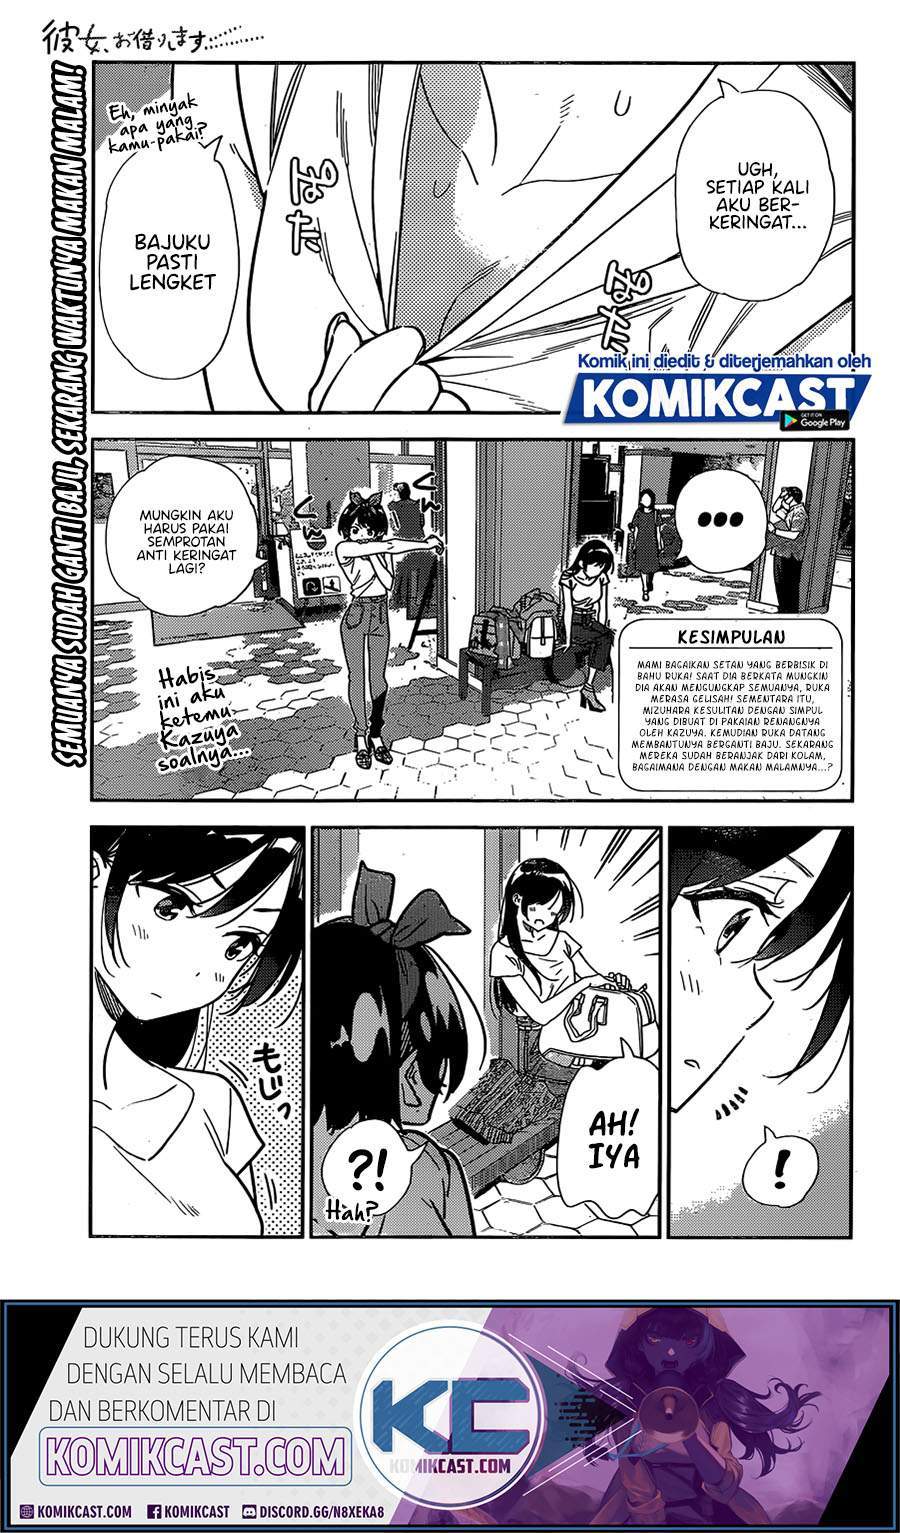 彼女、お借りします
SEMUANYA SUDAH GANTI BAJU, SEKARANG WAKTUNYA MAKAN MALAM!
UGH,
SETIAP KALI
AKU BER-
KERINGAT...
Eh, minyak
apa yang
kamu-pakai?
BAJUKU
PASTI
LENGKET
ぱた
ぱた
Komik ini diedit & diterjemahkan oleh
KOMIKCAST
GET IT ON
Google Play
...
MUNGKIN AKU
HARUS PAKAI
SEMPROTAN
ANTI KERINGAT
LAGI?
Habis
ini aku
ketemu
Kazuya
soalnya...
KESIMPULAN
MAMI BAGAIKAN SETAN YANG BERBISIK DI
BAHU RUKA! SAAT DIA BERKATA MUNGKIN
DIA AKAN MENGUNGKAP SEMUANYA, RUKA
MERASA GELISAH! SEMENTARA ITU,
MIZUHARA KESULITAN DENGAN SIMPUL
YANG DIBUAT DI PAKAIAN RENANGNYA
OLEH KAZUYA. KEMUDIAN RUKA DATANG
MEMBANTUNYA BERGANTI BAJU. SEKARANG
MEREKA SUDAH BERANJAK DARI KOLAM,
BAGAIMANA DENGAN MAKAN MALAMNYA...?
!
AH!
IYA
?!
Hah?
もじっ
DUKUNG TERUS KAMI
DENGAN SELALU MEMBACA
DAN BERKOMENTAR DI
KOMIKCAST.COM
KC
KOMIKCAST.COM
KOMIKCAST.COM KOMIKCAST DISCORD.GG/N8XEKA8